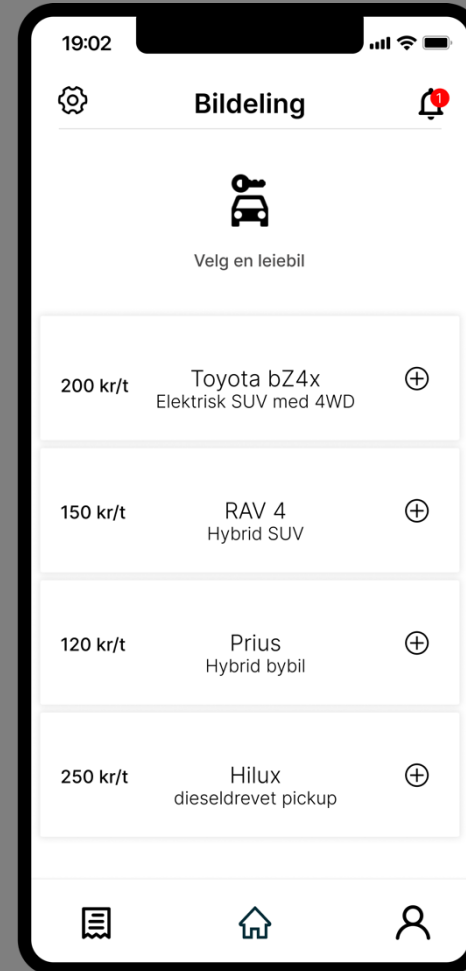 19:02
Bildeling
1
Velg en leiebil
200 kr/t
Toyota bZ4x
Elektrisk SUV med 4WD
150 kr/t
RAV 4
Hybrid SUV
120 kr/t
Prius
Hybrid bybil
250 kr/t
Hilux
dieseldrevet pickup